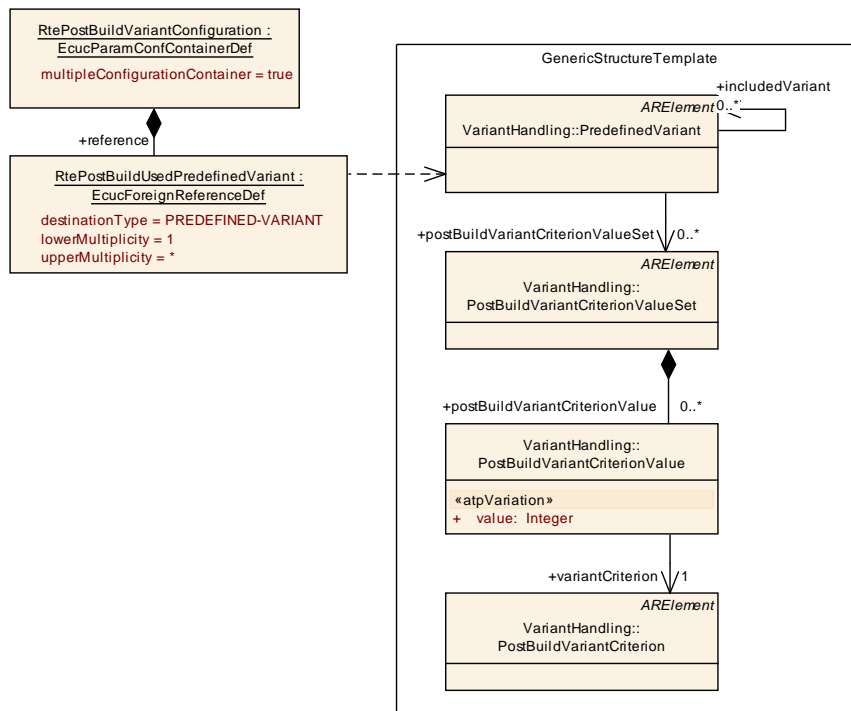 RtePostBuildVariantConfiguration :
EcucParamConfContainerDef
multipleConfigurationContainer = true
+reference
RtePostBuildUsedPredefinedVariant :
EcucForeignReferenceDef
destinationType = PREDEFINED-VARIANT
lowerMultiplicity = 1
upperMultiplicity = *
GenericStructureTemplate
+includedVariant
0..*
ARElement
VariantHandling::PredefinedVariant
+postBuildVariantCriterionValueSet
0..*
ARElement
VariantHandling::
PostBuildVariantCriterionValueSet
+postBuildVariantCriterionValue
0..*
VariantHandling::
PostBuildVariantCriterionValue
«atpVariation»
+ value: Integer
+variantCriterion
1
ARElement
VariantHandling::
PostBuildVariantCriterion